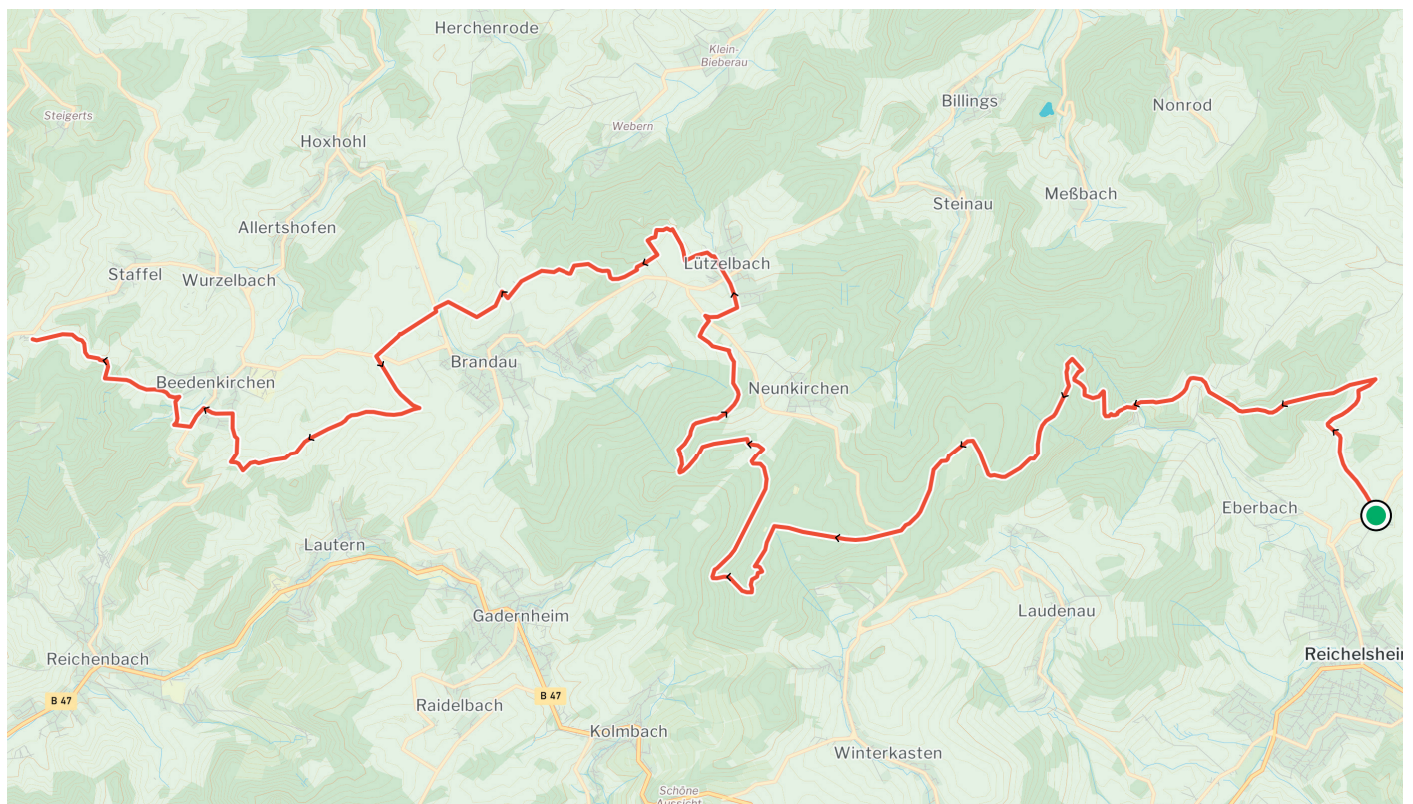 Herchenrode
Klein-
Bieberau
Billings
Nonrod
Steigerts
Webern
Hoxhohl
Meßbach
Steinau
Allertshofen
Lützelbach
Staffel
Wurzelbach
Brandau
Beedenkirchen
Neunkirchen
Eberbach
Lautern
Gadernheim
Laudenau
Reichenbach
Reichelshei
B 47
B 47
Raidelbach
Kolmbach
Winterkasten
Schöne
Aussicht